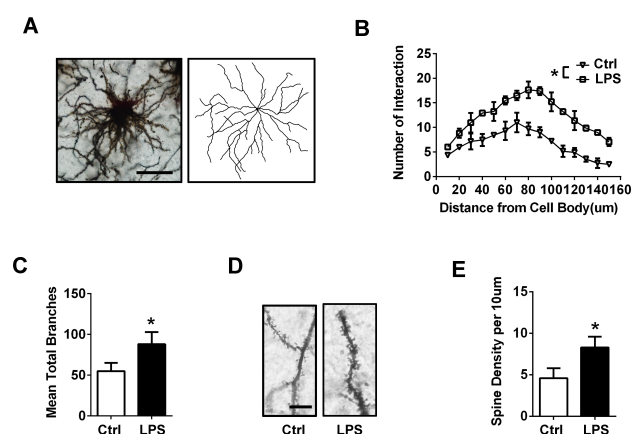 A
B
Number of Interaction
25
20
15
10
5
0
0 20 40 60 80 100 120 140 160
Distance from Cell Body(um)
* Ctrl
LPS
C
Mean Total Branches
150
100
50
0
*
Ctrl LPS
D
Ctrl LPS
E
Spine Density per 10um
15
10
5
0
*
Ctrl LPS